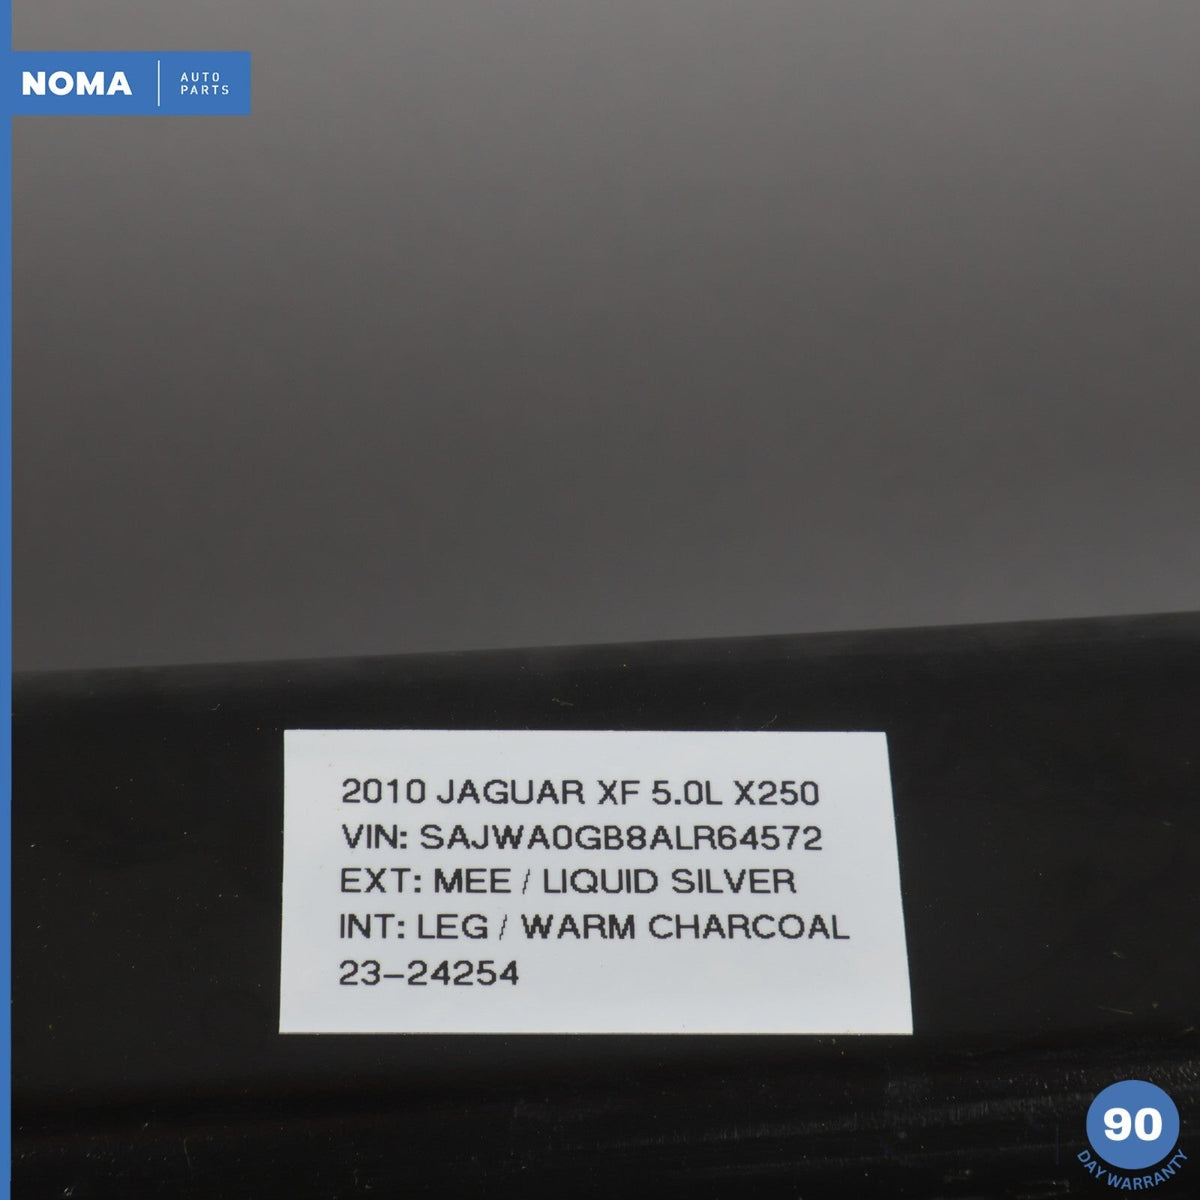 NOMA
AUTO
PARTS
2010 JAGUAR XF 5.0L X250
VIN: SAJWA0GB8ALR64572
EXT: MEE / LIQUID SILVER
INT: LEG / WARM CHARCOAL
23-24254
90
DAY WARRANTY